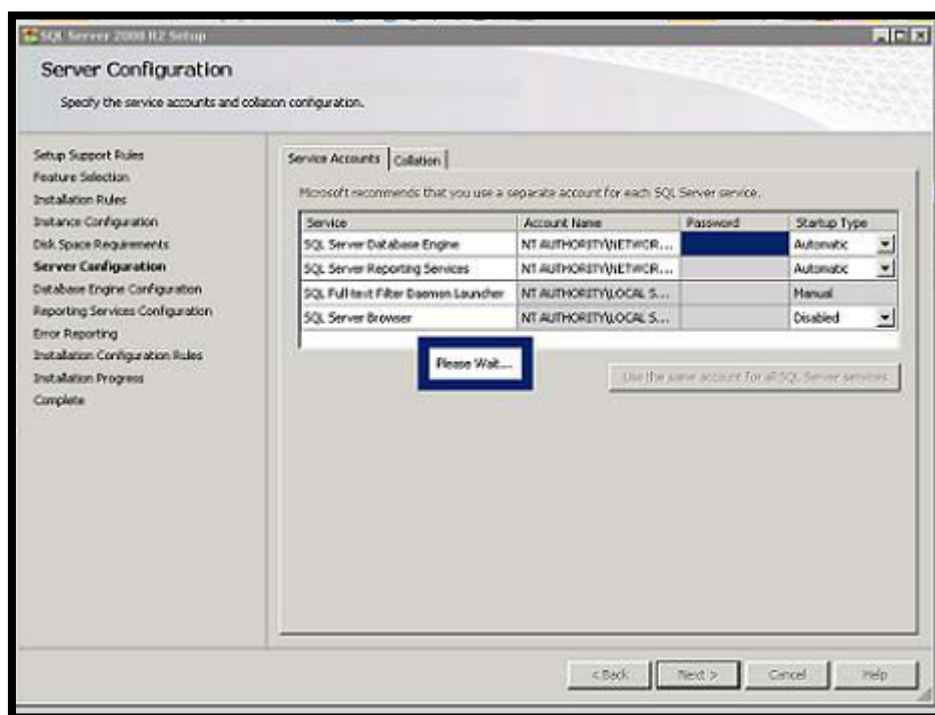 SQL Server 2008 R2 Setup
Server Configuration
Specify the service accounts and collation configuration.
Setup Support Rules
Feature Selection
Installation Rules
Instance Configuration
Disk Space Requirements
Server Configuration
Database Engine Configuration
Reporting Services Configuration
Error Reporting
Installation Configuration Rules
Installation Progress
Complete
Service Accounts Collation
Microsoft recommends that you use a separate account for each SQL Server service.
Service Account Name Password Startup Type
SQL Server Database Engine NT AUTHORITY\NETWOR... Automatic
SQL Server Reporting Services NT AUTHORITY\NETWOR... Automatic
SQL Full-text Filter Daemon Launcher NT AUTHORITY\LOCAL S... Manual
SQL Server Browser NT AUTHORITY\LOCAL S... Disabled
Please Wait....
Use the same account for all SQL Server services
< Back Next > Cancel Help